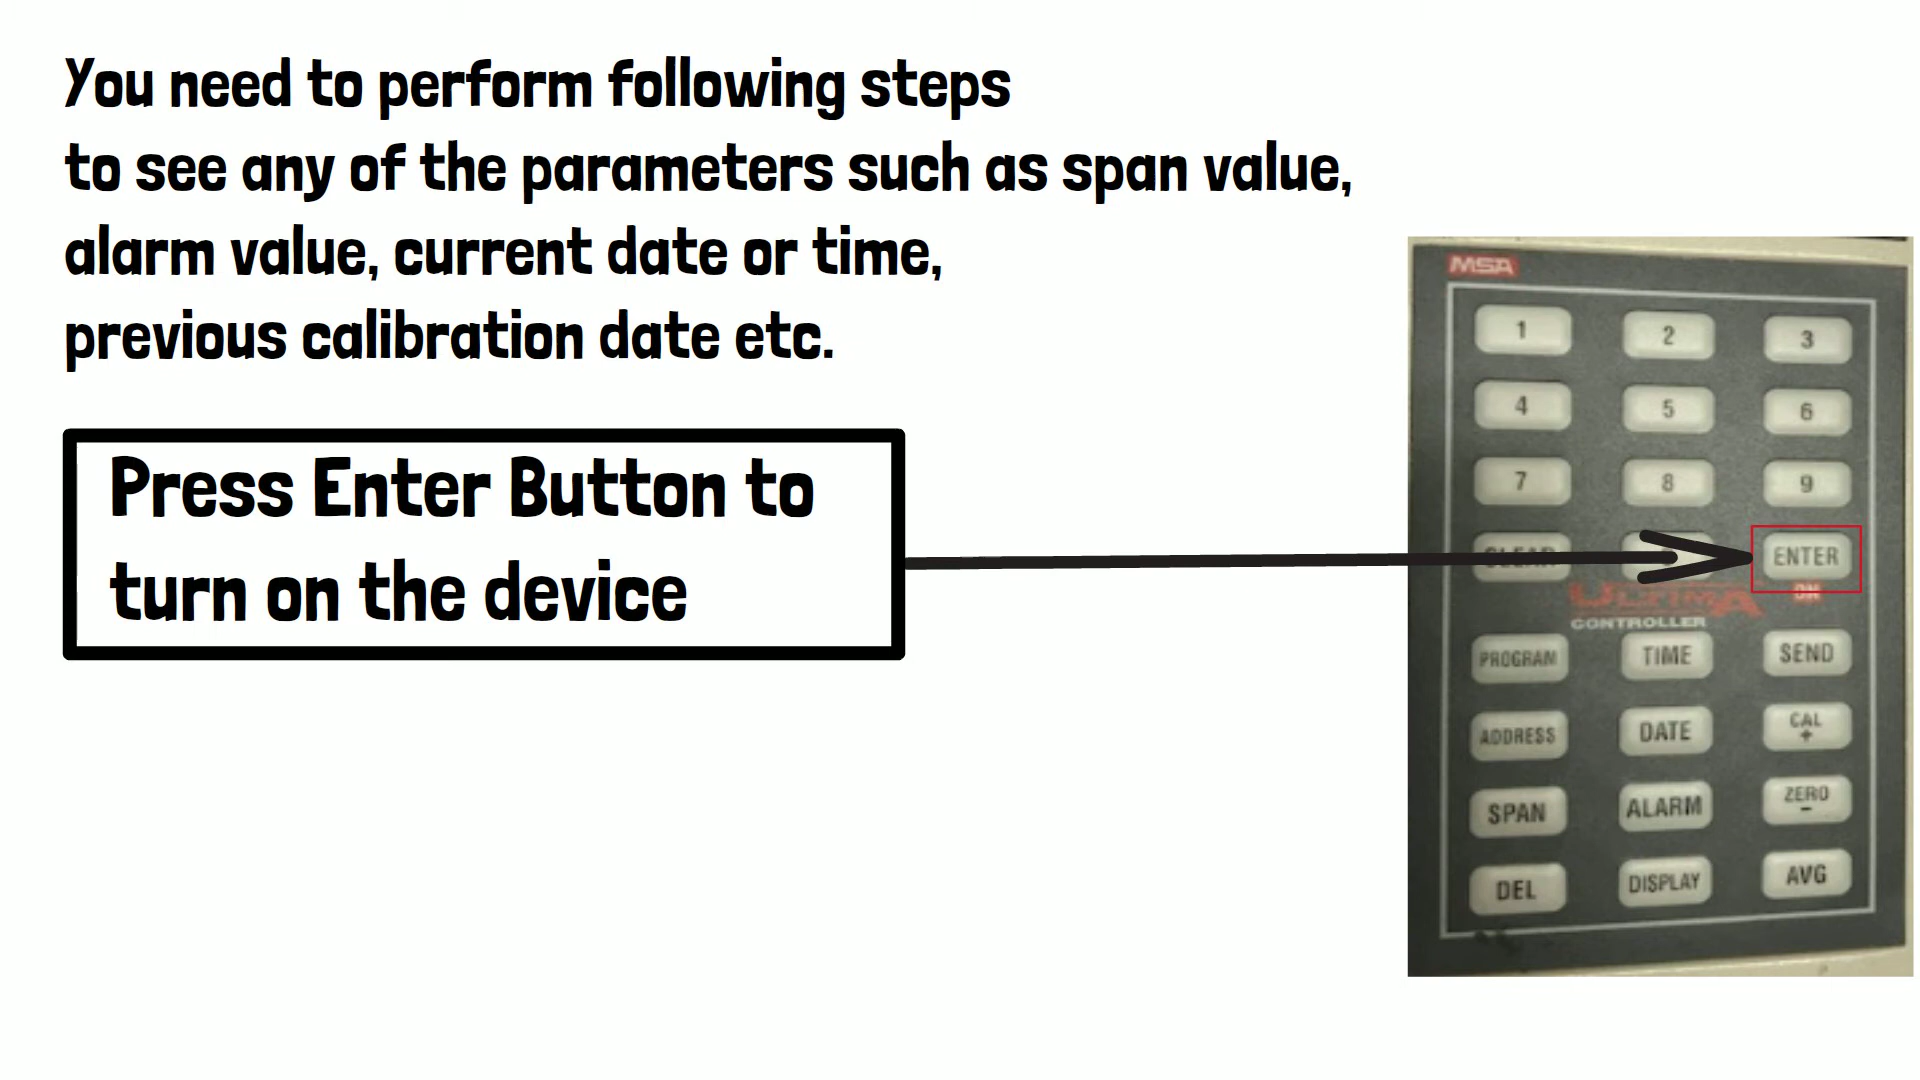 You need to perform following steps
to see any of the parameters such as span value,
alarm value, current date or time,
previous calibration date etc.
Press Enter Button to
turn on the device
MSA
1 2 3
4 5 6
7 8 9
CLEAR ENTER
ON
ULTIMA
CONTROLLER
PROGRAM TIME SEND
ADDRESS DATE CAL
+
SPAN ALARM ZERO
-
DEL DISPLAY AVG